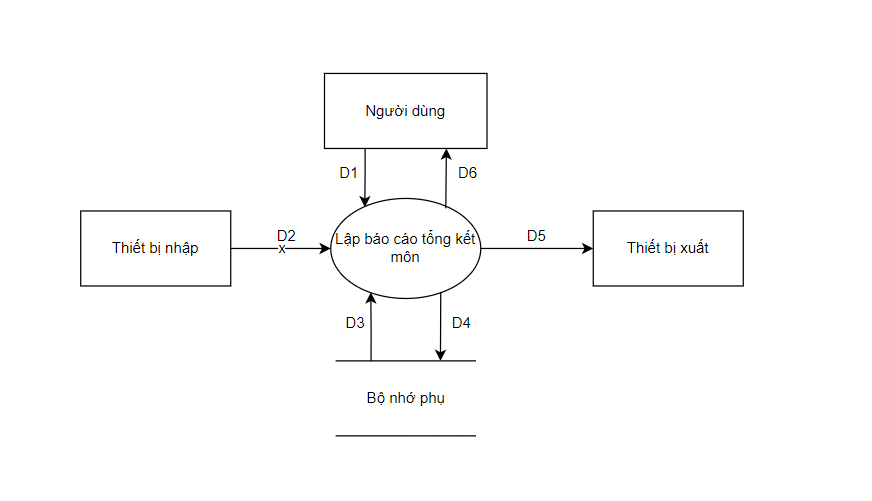 Người dùng
D1
D6
Thiết bị nhập
D2
x
Lập báo cáo tổng kết
môn
D5
Thiết bị xuất
D3
D4
Bộ nhớ phụ